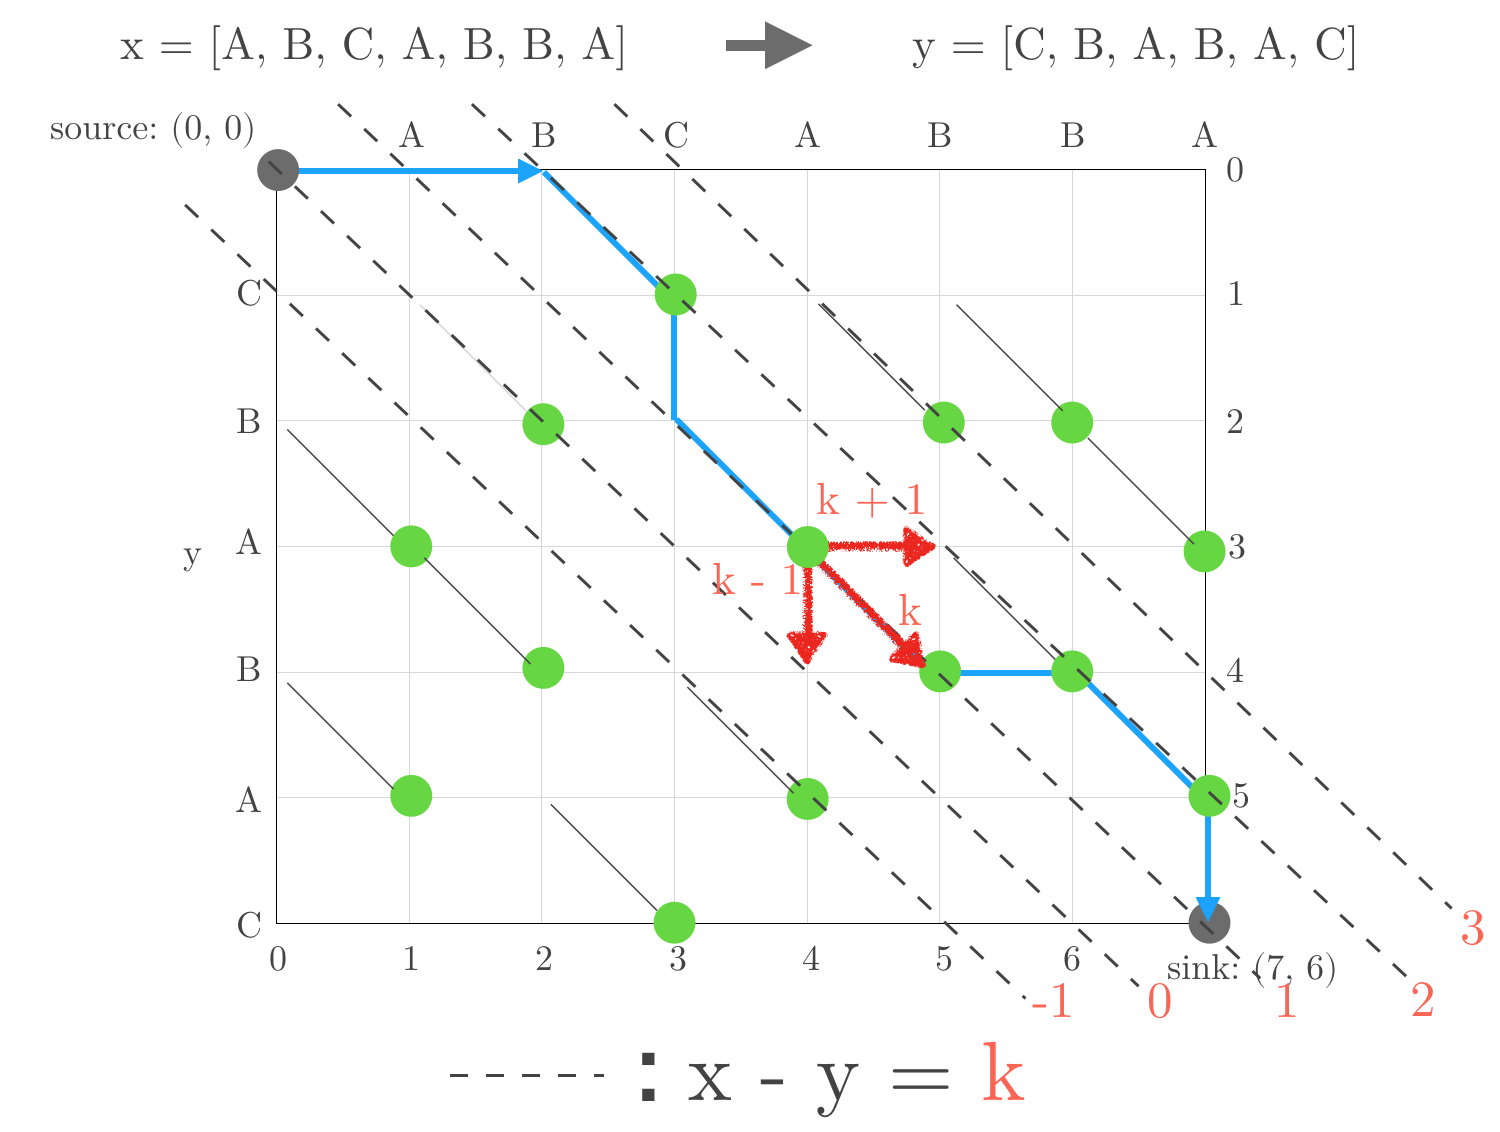 x = [A, B, C, A, B, B, A]
y = [C, B, A, B, A, C]
source: (0, 0)
A B C A B B A
0
C 1
B 2
k + 1
y A 3
k - 1
k
B 4
A 5
C
3
0 1 2 3 4 5 6
sink: (7, 6)
-1 0 1 2
: x - y = k